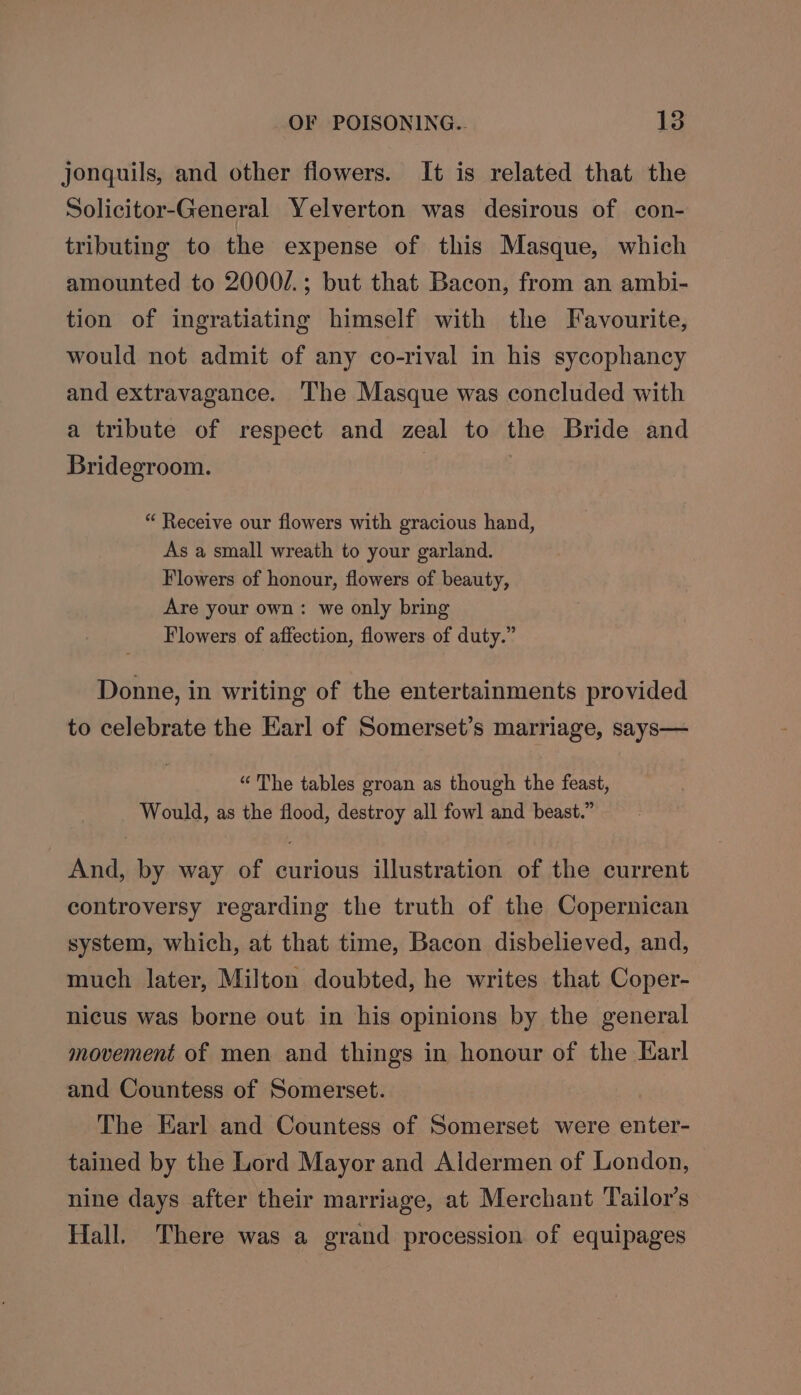 OF POISONING. 13
jonquils, and other flowers. It is related that the
Solicitor-General Yelverton was desirous of con-
tributing to the expense of this Masque, which
amounted to 2000l.; but that Bacon, from an ambi-
tion of ingratiating himself with the Favourite,
would not admit of any co-rival in his sycophancy
and extravagance. The Masque was concluded with
a tribute of respect and zeal to the Bride and
Bridegroom.
“Receive our flowers with gracious hand,
As a small wreath to your garland.
Flowers of honour, flowers of beauty,
Are your own: we only bring
Flowers of affection, flowers of duty.”
Donne, in writing of the entertainments provided
to celebrate the Earl of Somerset’s marriage, says—
“The tables groan as though the feast,
Would, as the flood, destroy all fowl and beast.”
And, by way of curious illustration of the current
controversy regarding the truth of the Copernican
system, which, at that time, Bacon disbelieved, and,
much later, Milton doubted, he writes that Coper-
nicus was borne out in his opinions by the general
movement of men and things in honour of the Earl
and Countess of Somerset.
The Earl and Countess of Somerset were enter-
tained by the Lord Mayor and Aldermen of London,
nine days after their marriage, at Merchant Tailor’s
Hall. There was a grand procession of equipages